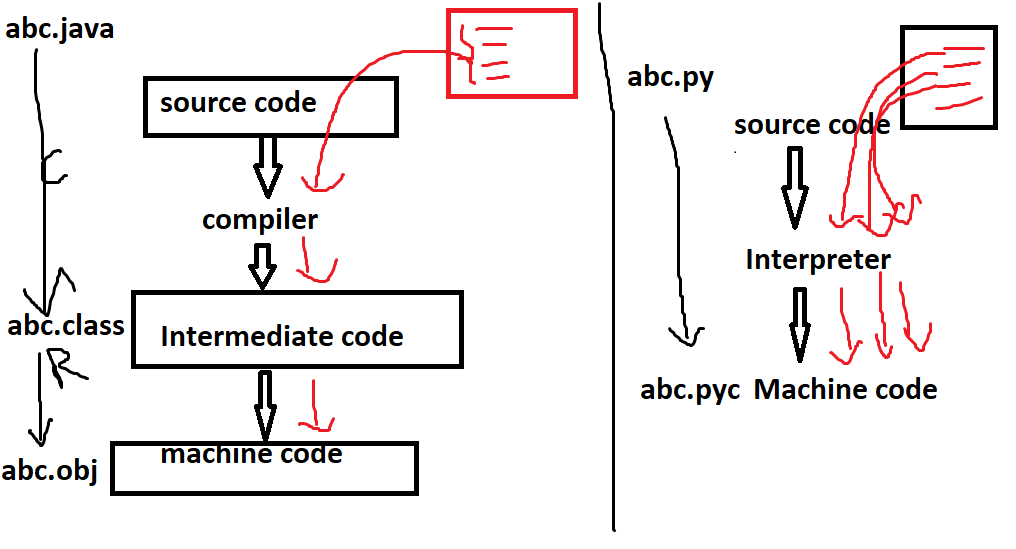 abc.java
source code
compiler
C
abc.class
Intermediate code
R
abc.obj
machine code
abc.py
source code
Interpreter
abc.pyc Machine code